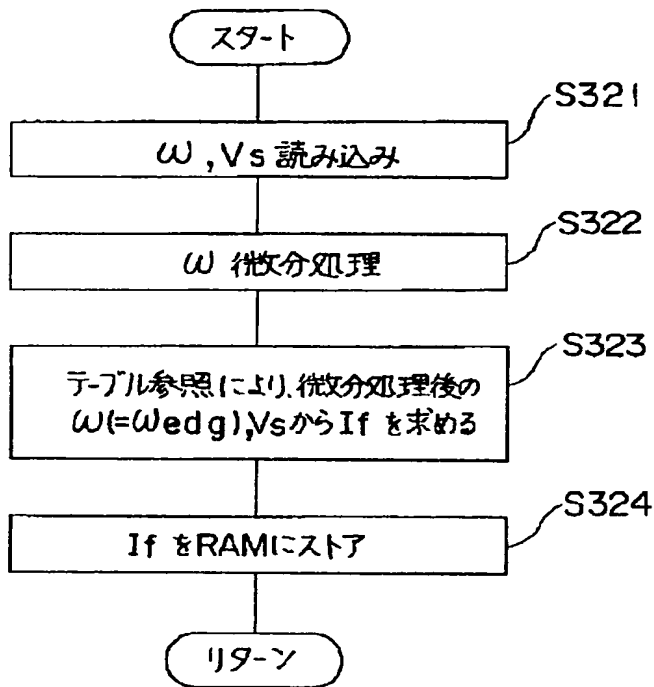 スタート
S321
ω, Vs 読み込み
S322
ω 微分処理
S323
テーブル参照により、微分処理後の
ω(=ωedg),VsからIfを求める
S324
IfをRAMにストア
リターン